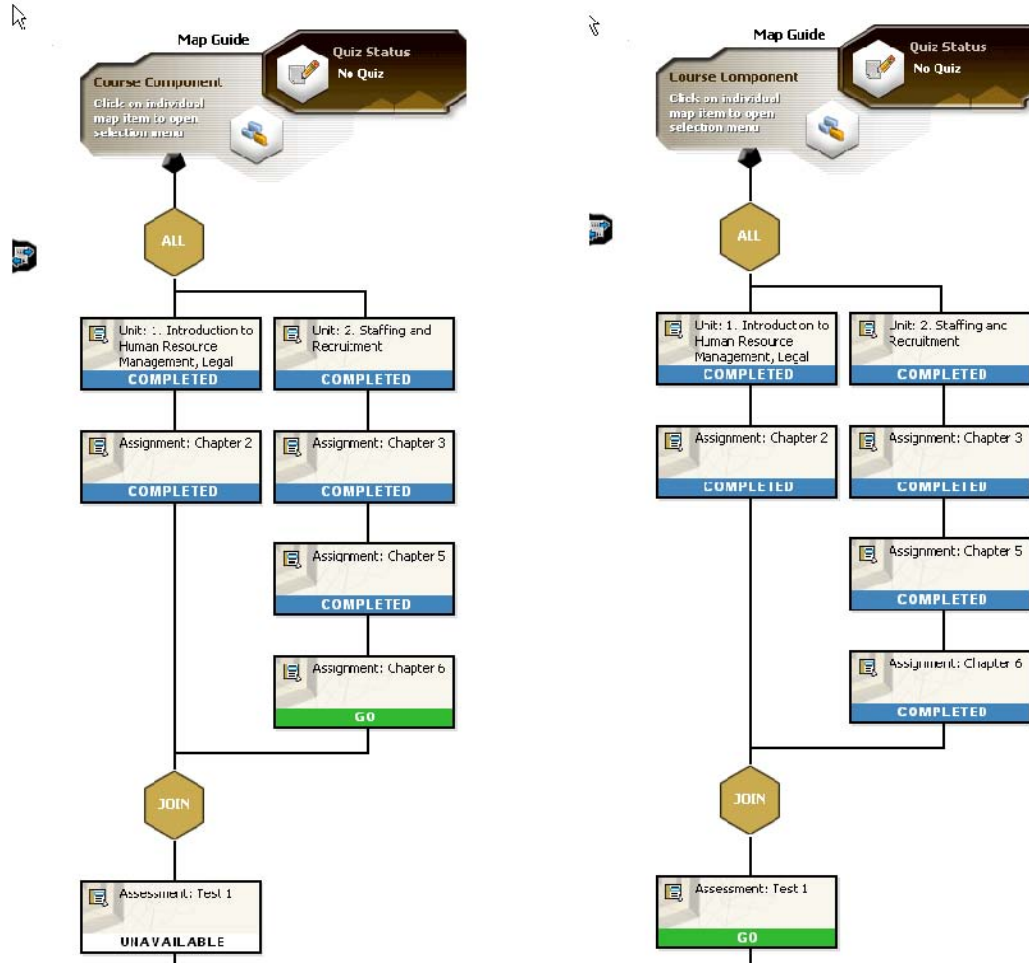 Map Guide
Quiz Status
No Quiz
Course Component
Click on individual
map item to open
selection menu
ALL
Unit: 1. Introduction to
Human Resource
Management, Legal
COMPLETED
Unit: 2. Staffing and
Recruitment
COMPLETED
Assignment: Chapter 2
COMPLETED
Assignment: Chapter 3
COMPLETED
Assignment: Chapter 5
COMPLETED
Assignment: Chapter 6
GO
JOIN
Assessment: Test 1
UNAVAILABLE
Map Guide
Quiz Status
No Quiz
Course Component
Click on individual
map item to open
selection menu
ALL
Unit: 1. Introduction to
Human Resource
Management, Legal
COMPLETED
Unit: 2. Staffing and
Recruitment
COMPLETED
Assignment: Chapter 2
COMPLETED
Assignment: Chapter 3
COMPLETED
Assignment: Chapter 5
COMPLETED
Assignment: Chapter 6
COMPLETED
JOIN
Assessment: Test 1
GO